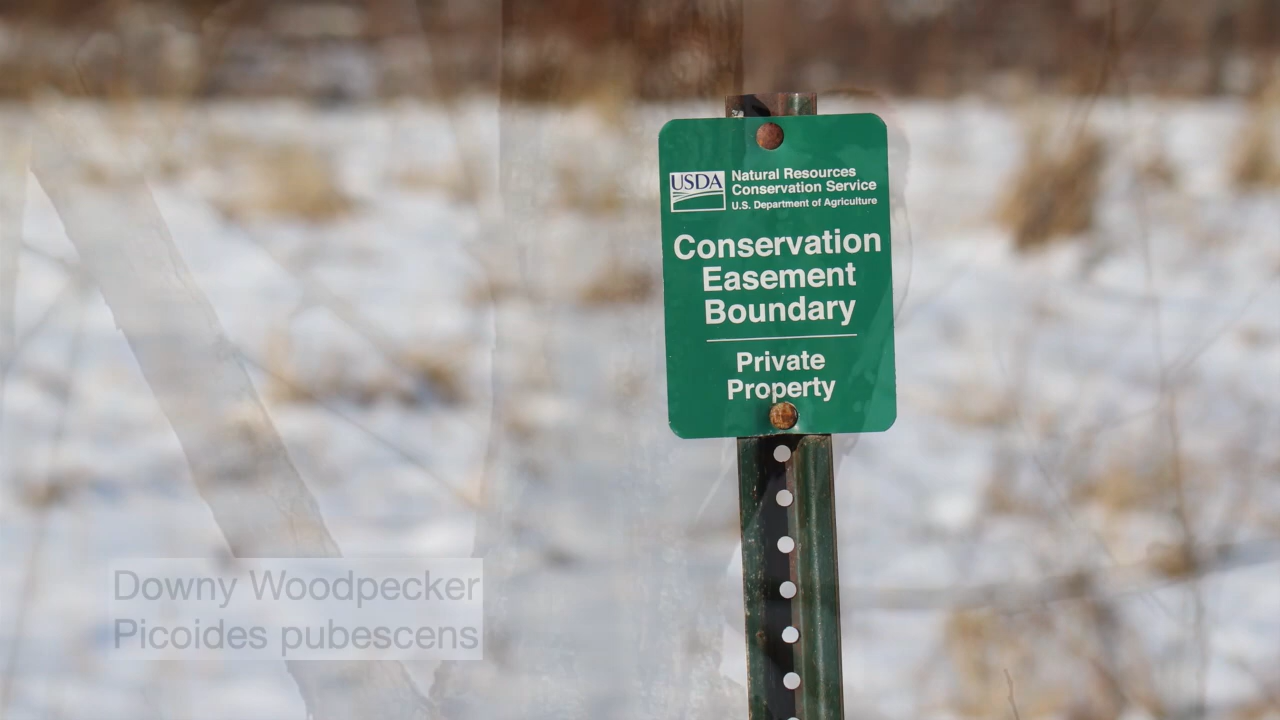 USDA
Natural Resources
Conservation Service
U.S. Department of Agriculture
Conservation
Easement
Boundary
Private
Property
Downy Woodpecker
Picoides pubescens